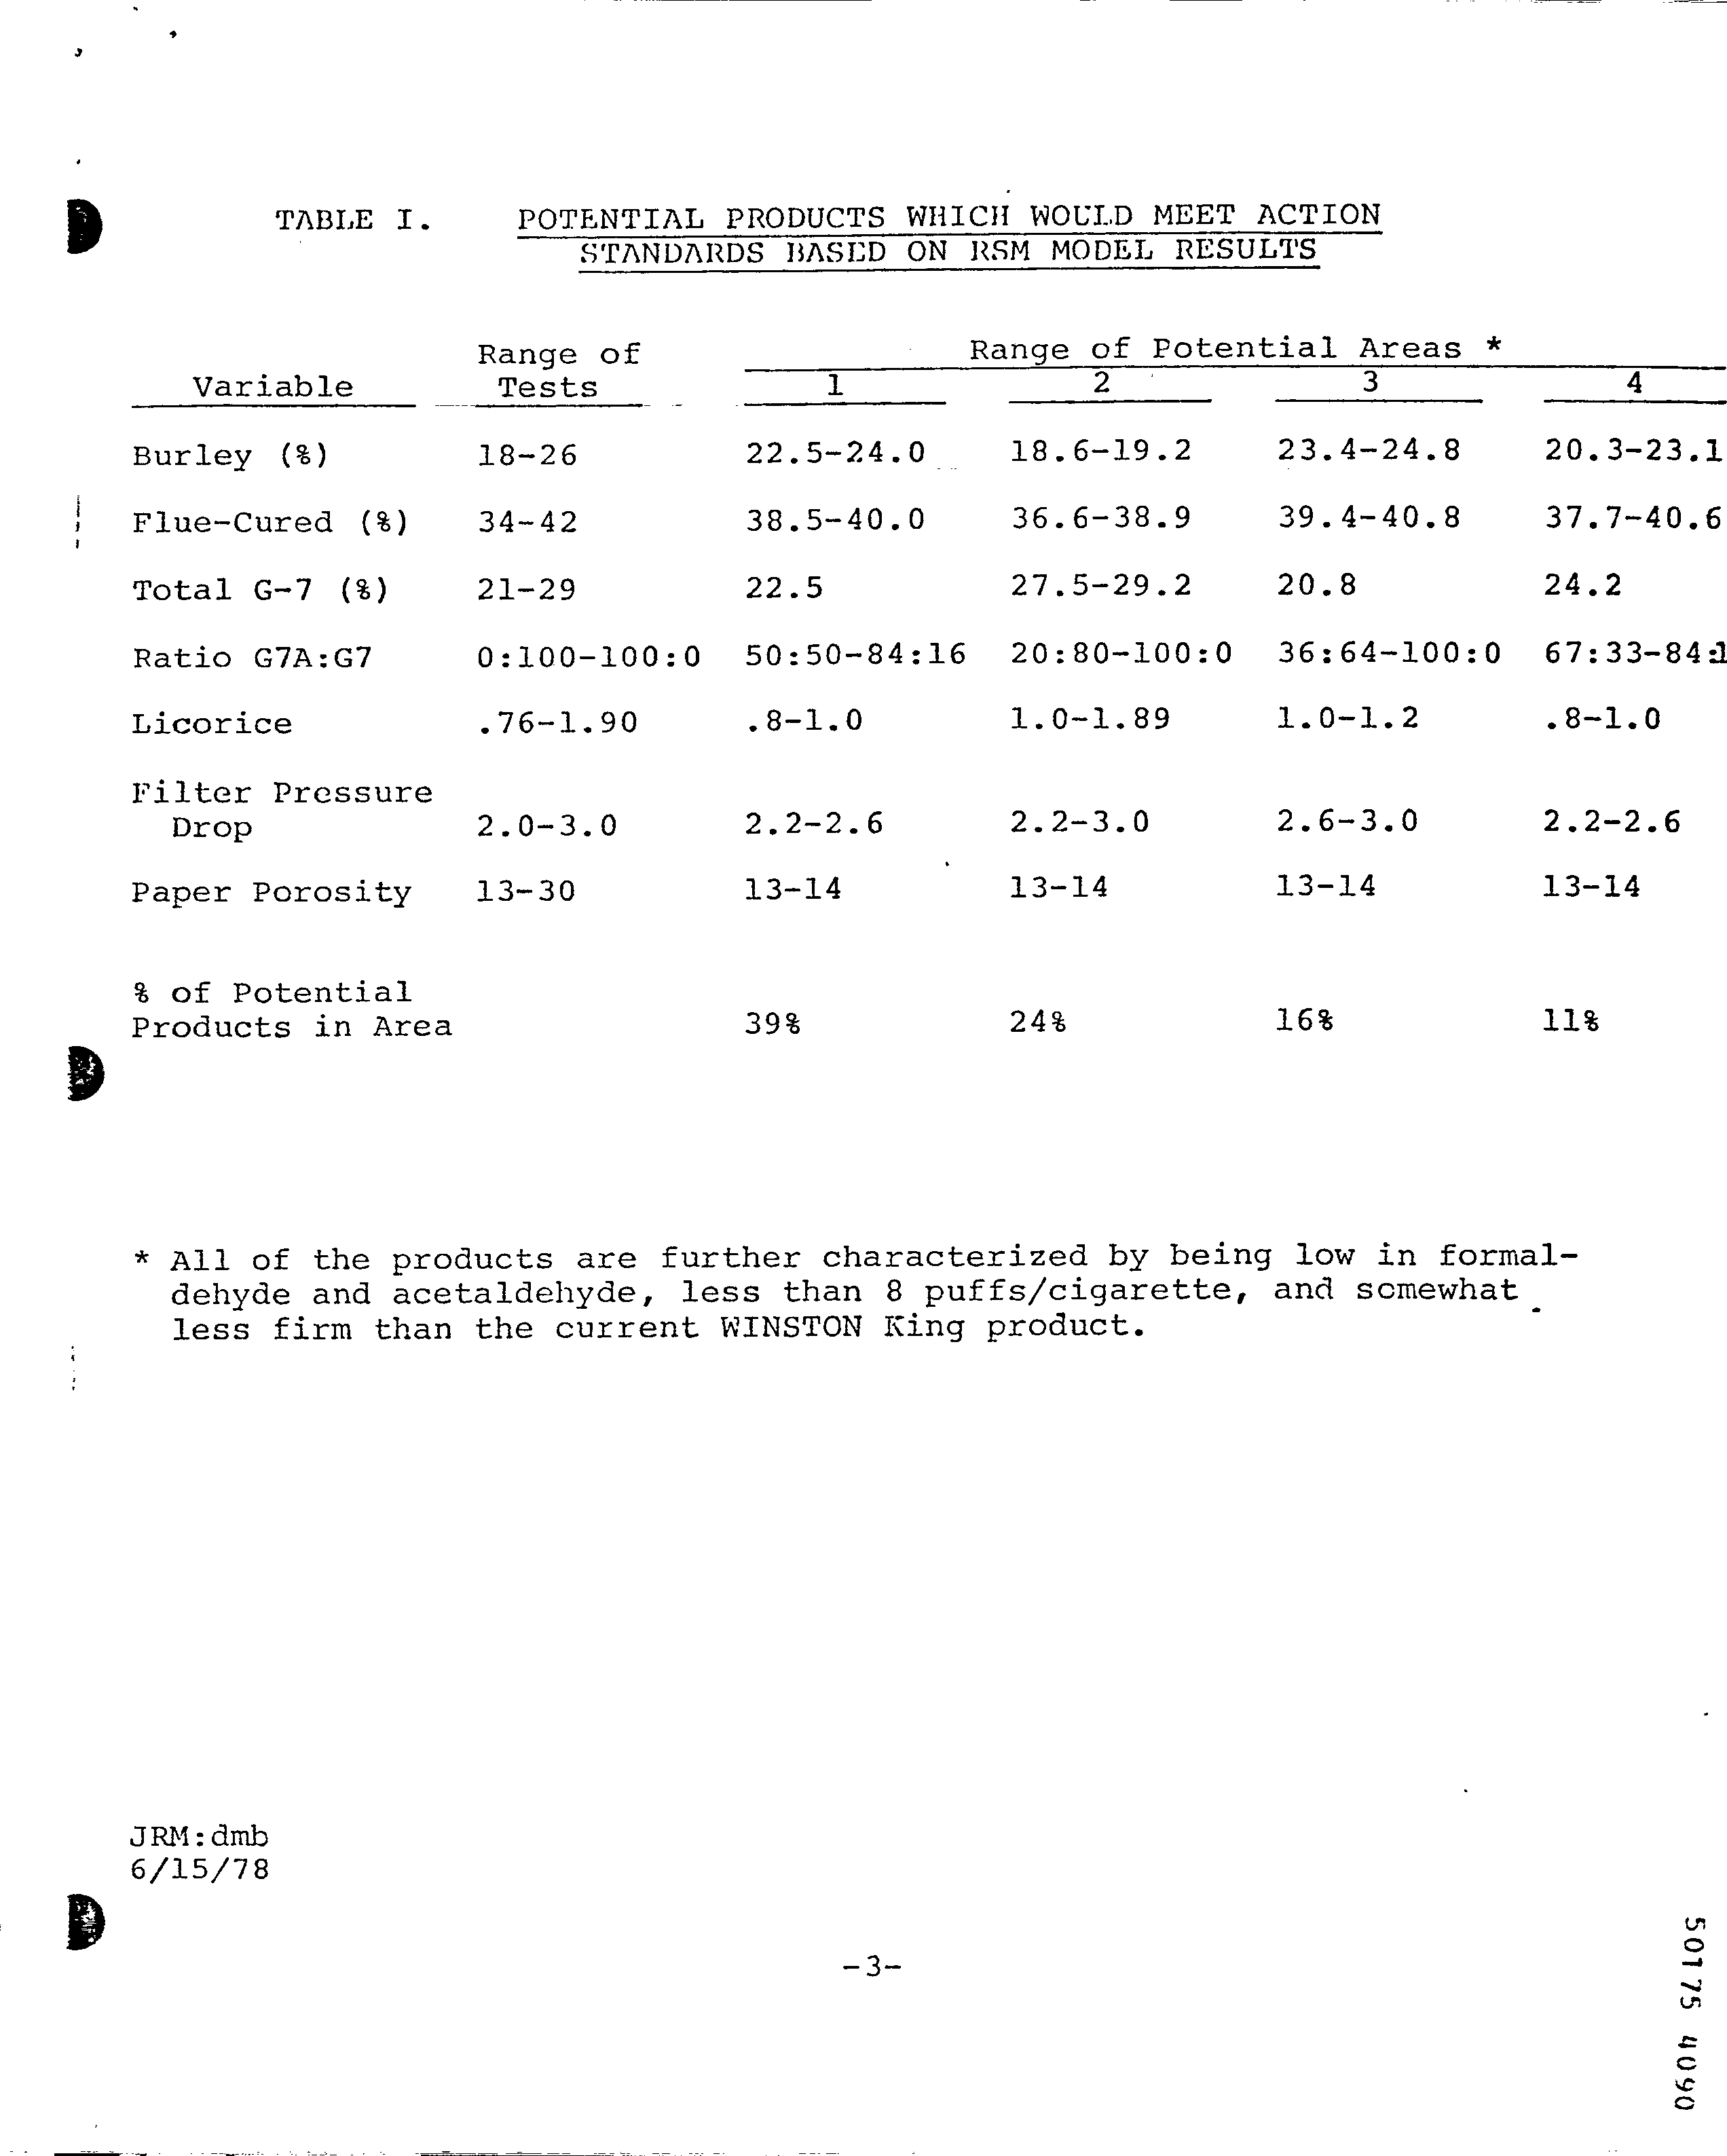 TABLE I. POTENTIAL PRODUCTS WHICH WOULD MEET ACTION
STANDARDS BASED ON RSM MODEL RESULTS
Range of Potential Areas *
Variable Range of Tests 1 2 3 4
Burley (%) 18-26 22.5-24.0 18.6-19.2 23.4-24.8 20.3-23.1
Flue-Cured (%) 34-42 38.5-40.0 36.6-38.9 39.4-40.8 37.7-40.6
Total G-7 (%) 21-29 22.5 27.5-29.2 20.8 24.2
Ratio G7A:G7 0:100-100:0 50:50-84:16 20:80-100:0 36:64-100:0 67:33-84:1
Licorice .76-1.90 .8-1.0 1.0-1.89 1.0-1.2 .8-1.0
Filter Pressure
Drop 2.0-3.0 2.2-2.6 2.2-3.0 2.6-3.0 2.2-2.6
Paper Porosity 13-30 13-14 13-14 13-14 13-14
% of Potential
Products in Area 39% 24% 16% 11%
* All of the products are further characterized by being low in formal-
dehyde and acetaldehyde, less than 8 puffs/cigarette, and somewhat
less firm than the current WINSTON King product.
JRM:dmb
6/15/78
-3-
50175 4090